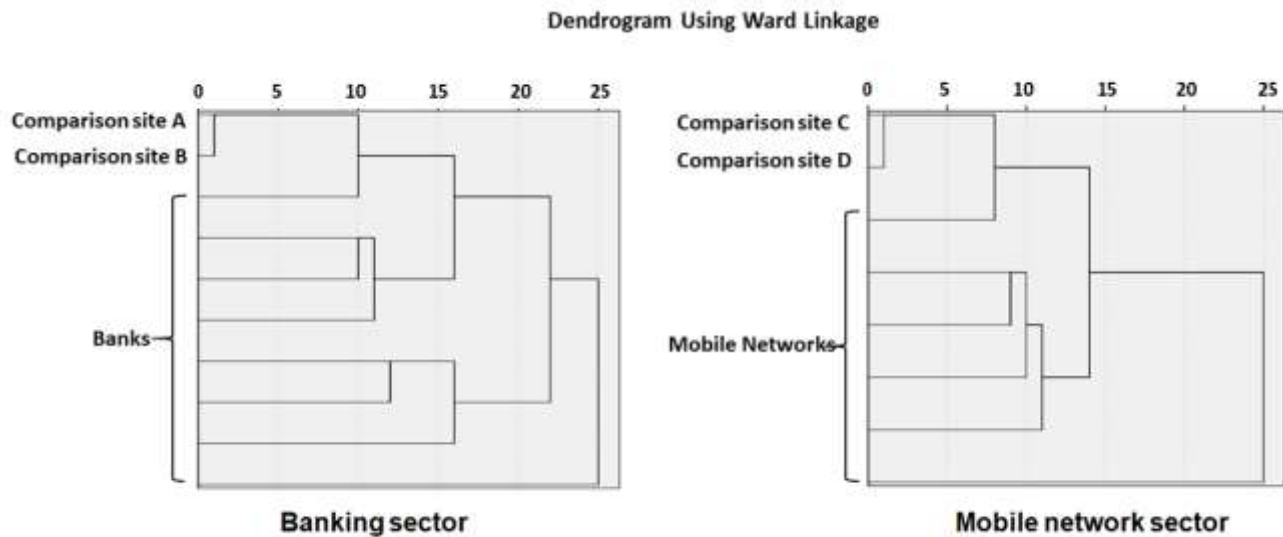 Dendrogram Using Ward Linkage
0 5 10 15 20 25
Comparison site A
Comparison site B
Banks
Banking sector
0 5 10 15 20 25
Comparison site C
Comparison site D
Mobile Networks
Mobile network sector